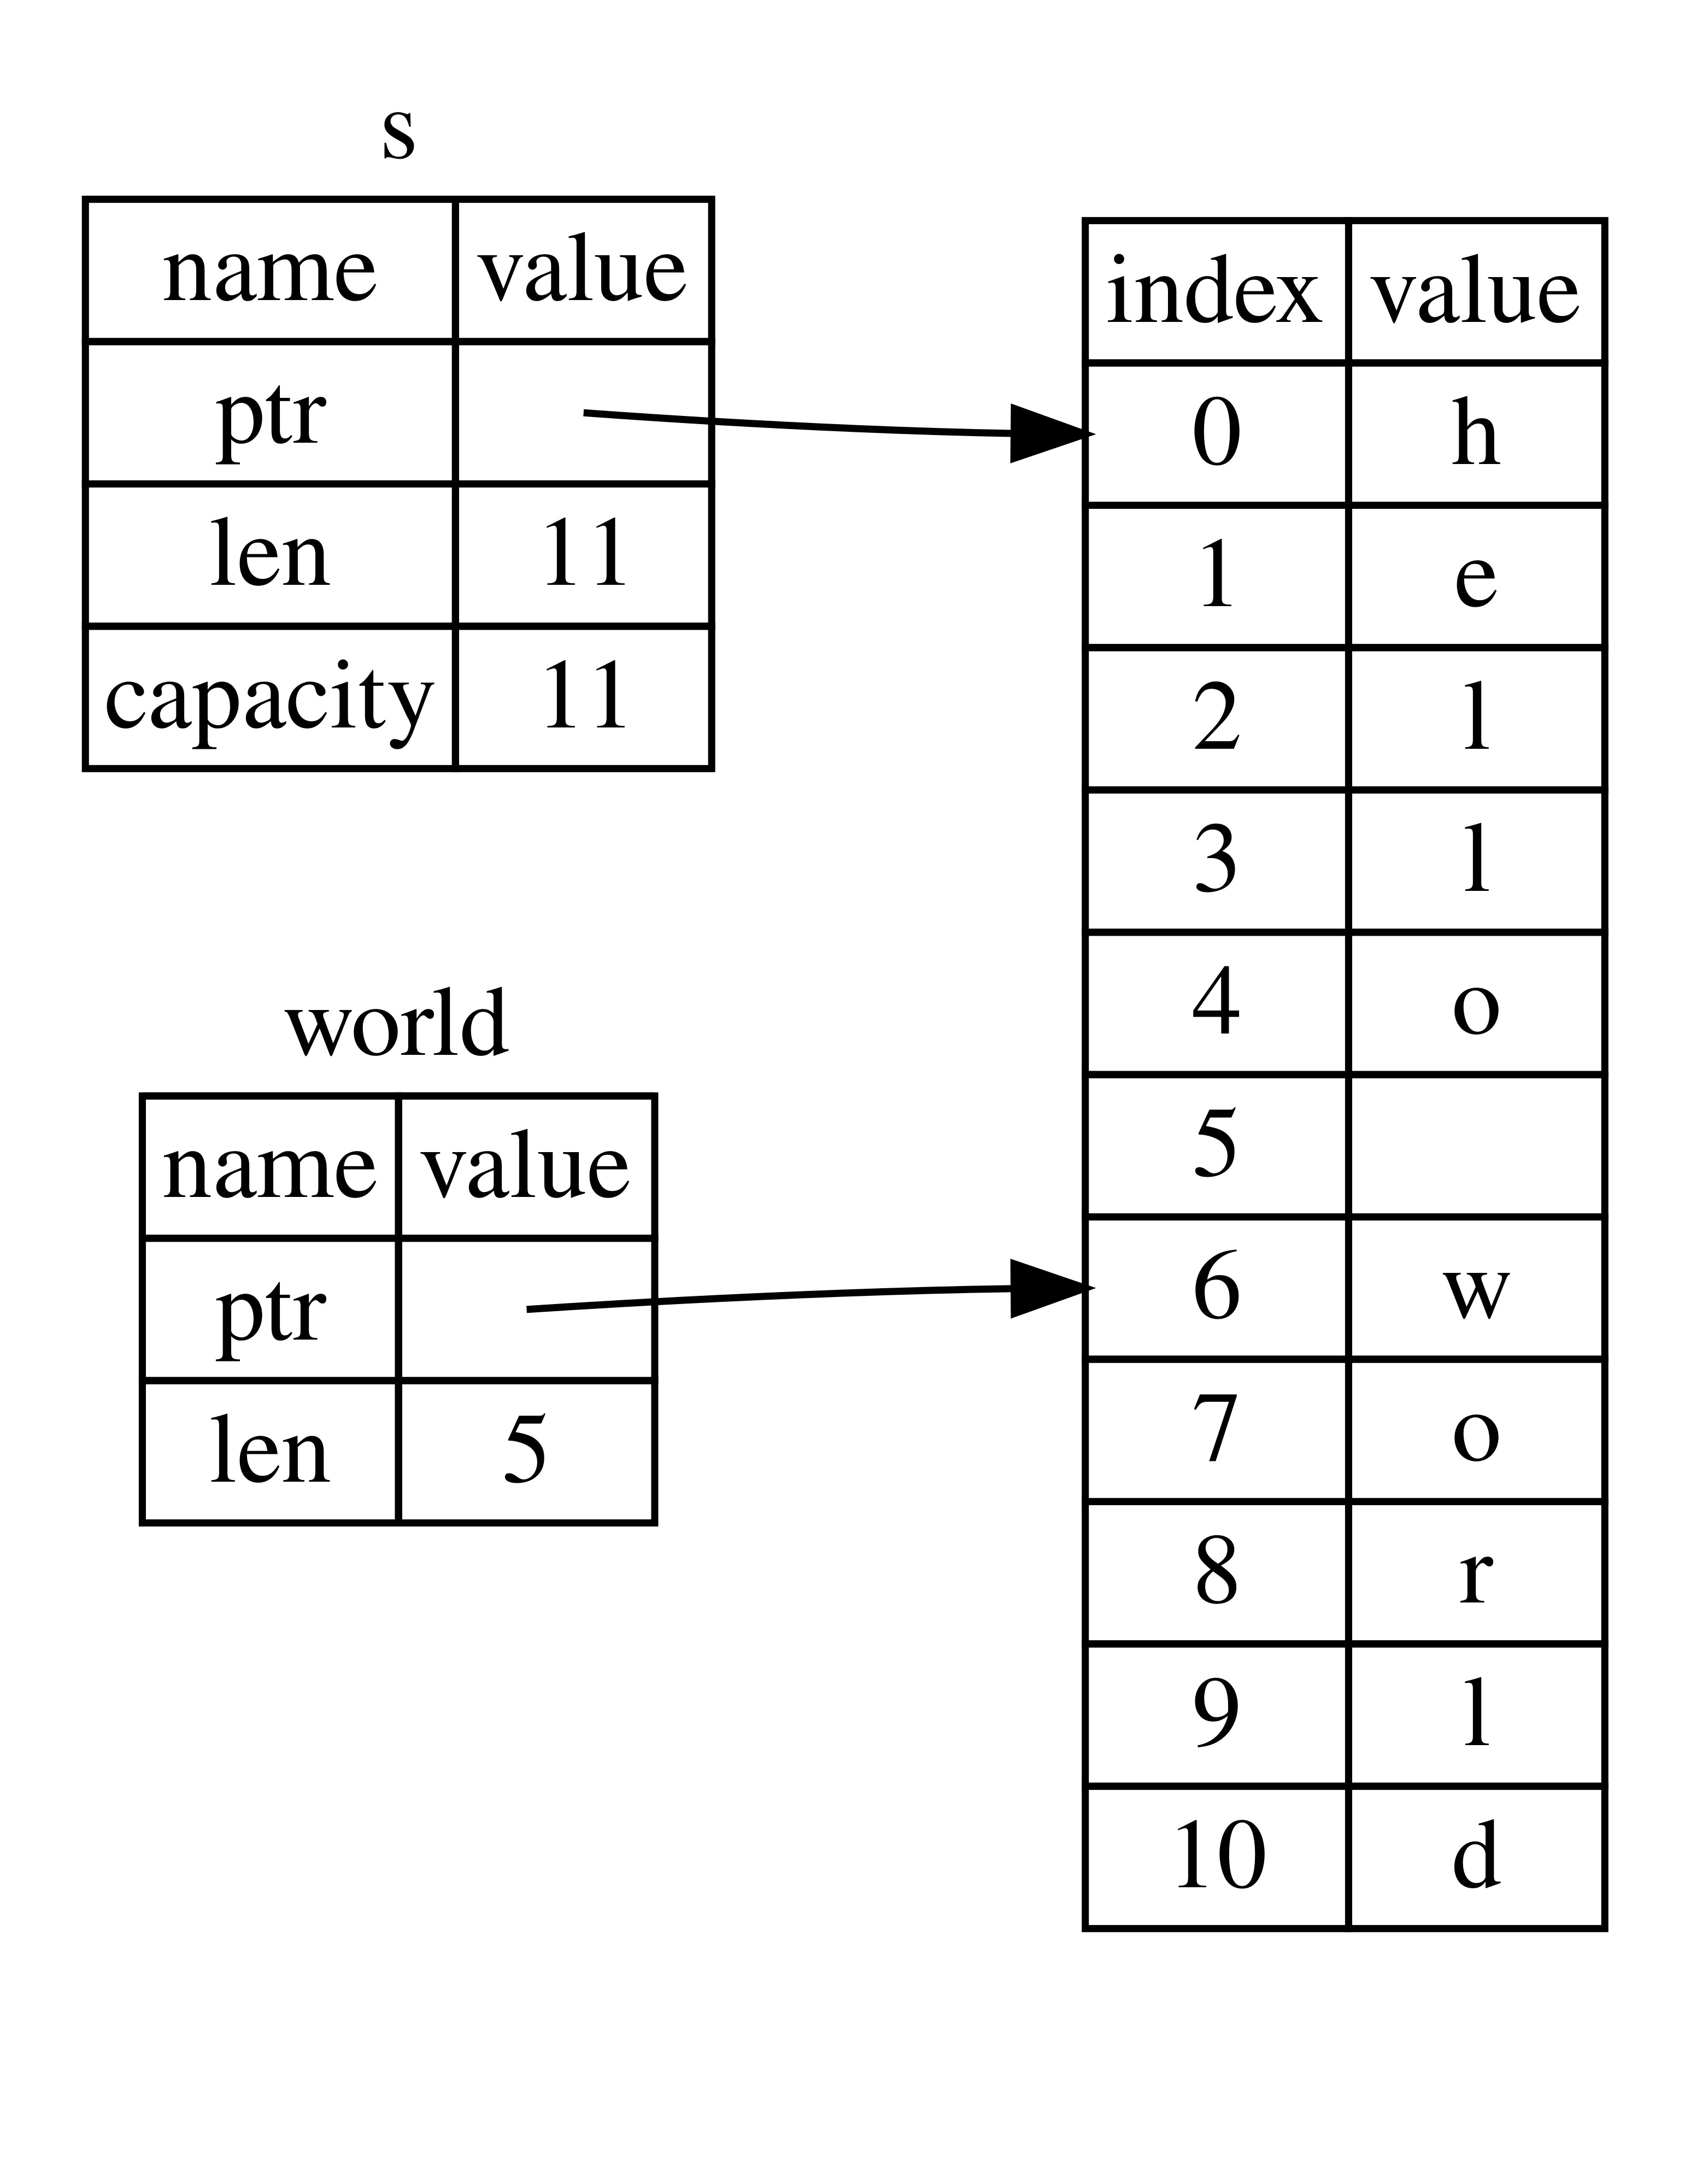 s
name value
ptr
len 11
capacity 11
world
name value
ptr
len 5
index value
0 h
1 e
2 l
3 l
4 o
5
6 w
7 o
8 r
9 l
10 d